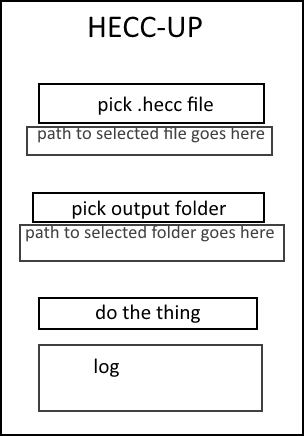 HECC-UP
pick .hecc file
path to selected file goes here
pick output folder
path to selected folder goes here
do the thing
log